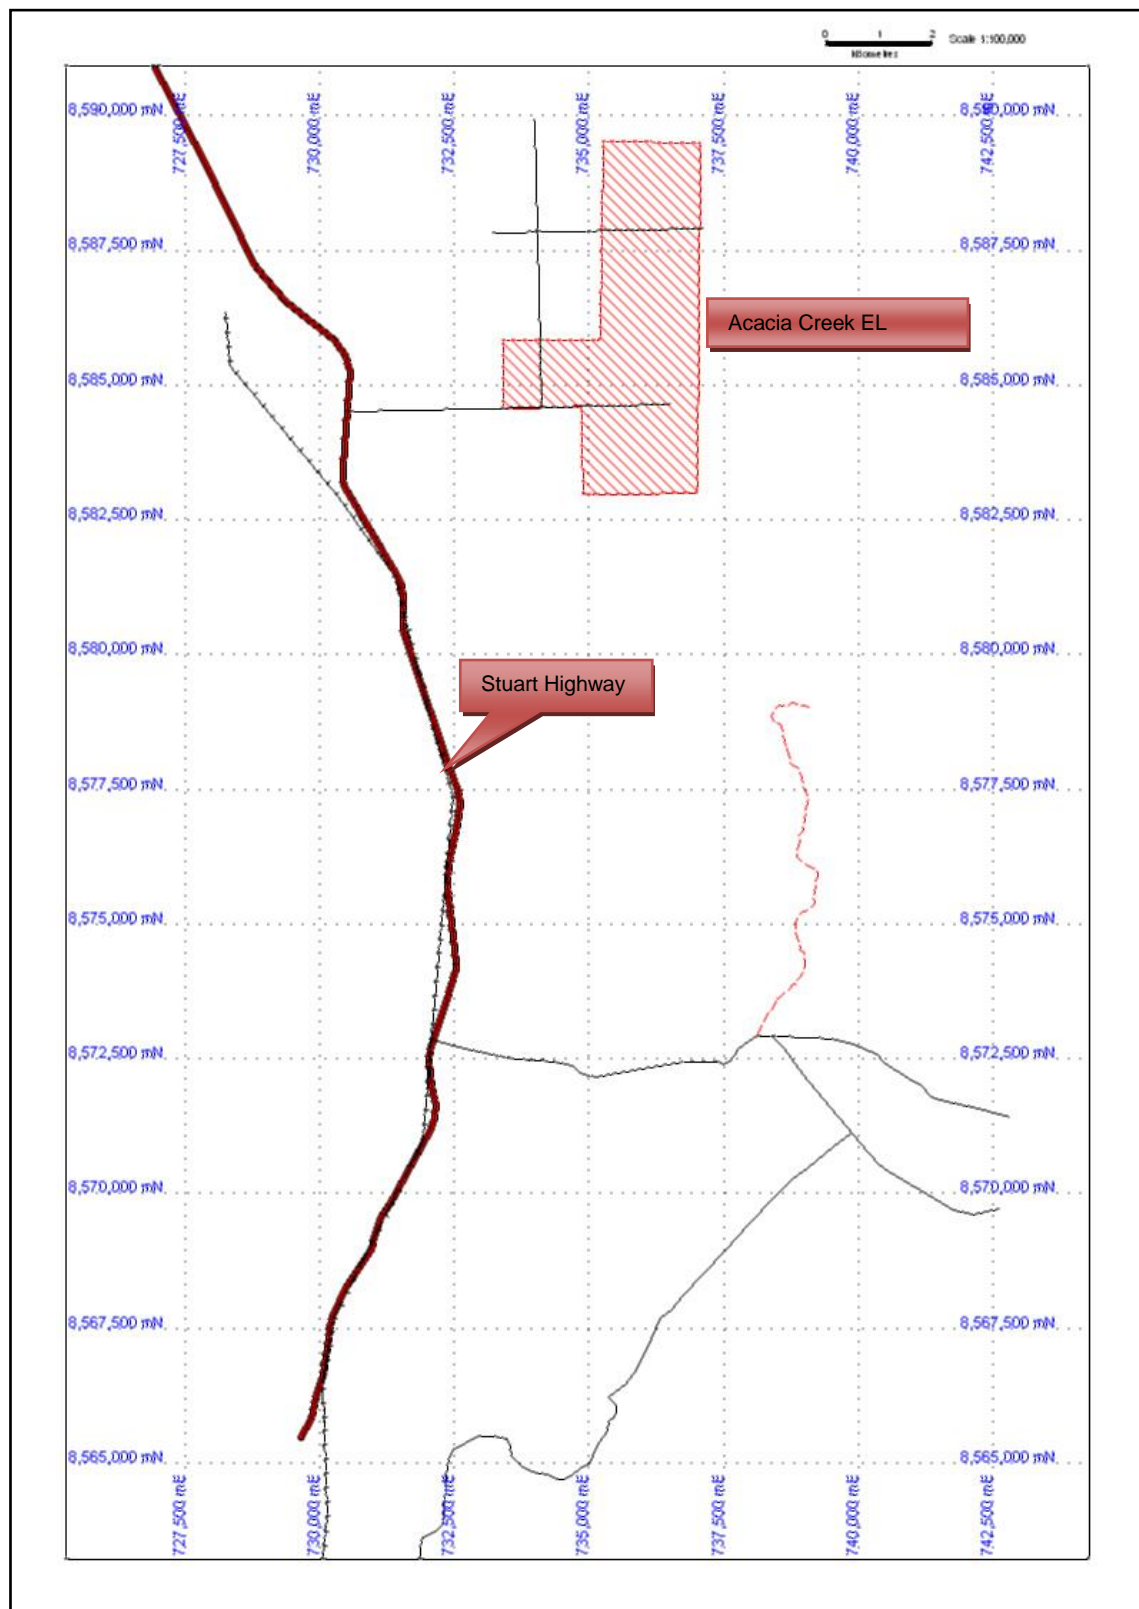 0 1 2
kilometres
Scale 1:100,000
8,590,000 mN 8,590,000 mN
727,500 mE 730,000 mE 732,500 mE 735,000 mE 737,500 mE 740,000 mE 742,500 mE
8,587,500 mN 8,587,500 mN
Acacia Creek EL
8,585,000 mN 8,585,000 mN
8,582,500 mN 8,582,500 mN
8,580,000 mN 8,580,000 mN
Stuart Highway
8,577,500 mN 8,577,500 mN
8,575,000 mN 8,575,000 mN
8,572,500 mN 8,572,500 mN
8,570,000 mN 8,570,000 mN
8,567,500 mN 8,567,500 mN
8,565,000 mN 8,565,000 mN
727,500 mE 730,000 mE 732,500 mE 735,000 mE 737,500 mE 740,000 mE 742,500 mE